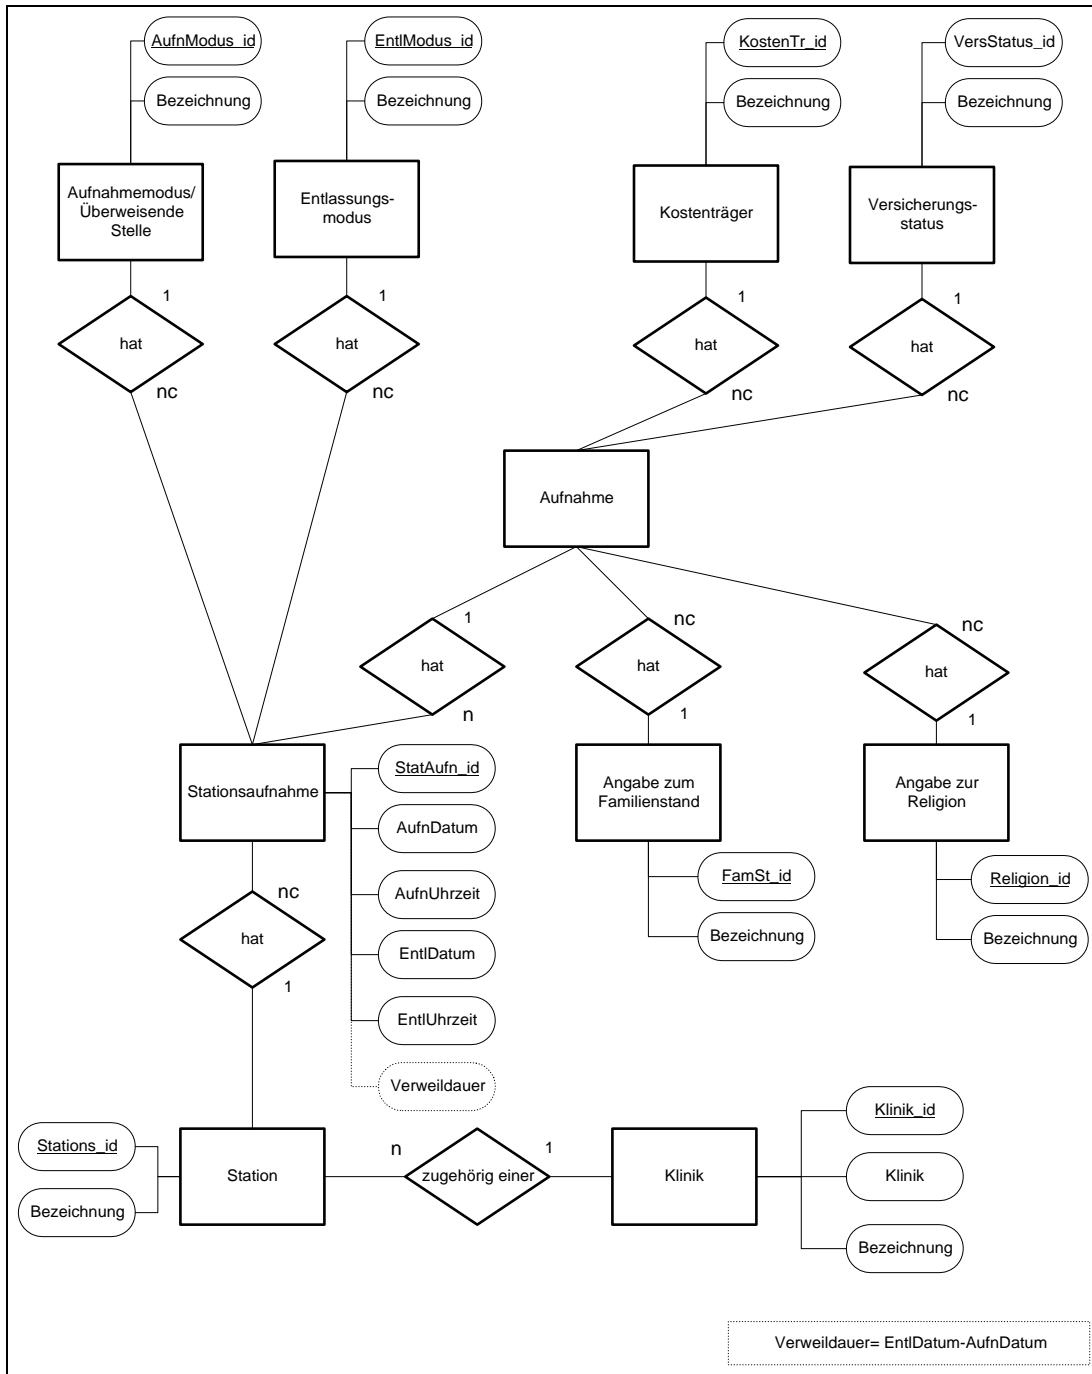 AufnModus_id
EntlModus_id
KostenTr_id
VersStatus_id
Bezeichnung
Bezeichnung
Bezeichnung
Bezeichnung
Aufnahmemodus/
Überweisende
Stelle
Entlassungs-
modus
Kostenträger
Versicherungs-
status
1
1
1
1
hat
hat
hat
hat
nc
nc
nc
nc
Aufnahme
1
nc
nc
hat
hat
hat
n
1
1
Stationsaufnahme
StatAufn_id
AufnDatum
AufnUhrzeit
EntlDatum
EntlUhrzeit
Verweildauer
Angabe zum
Familienstand
FamSt_id
Bezeichnung
Angabe zur
Religion
Religion_id
Bezeichnung
nc
hat
1
Stations_id
Bezeichnung
Station
n
zugehörig einer
1
Klinik
Klinik_id
Klinik
Bezeichnung
Verweildauer= EntlDatum-AufnDatum